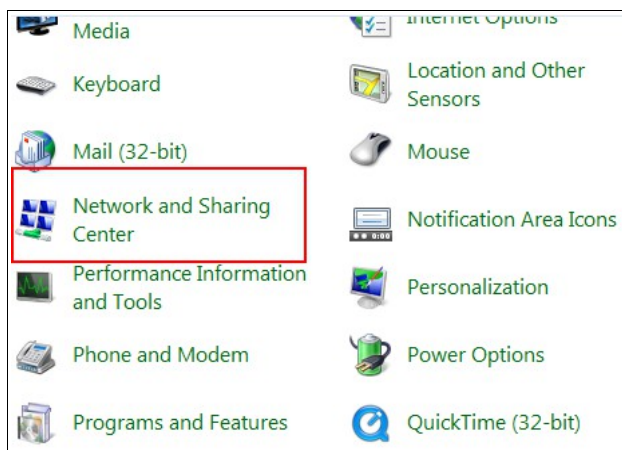 Media
Internet Options
Keyboard
Location and Other
Sensors
Mail (32-bit)
Mouse
Network and Sharing
Center
Notification Area Icons
Performance Information
and Tools
Personalization
Phone and Modem
Power Options
Programs and Features
QuickTime (32-bit)